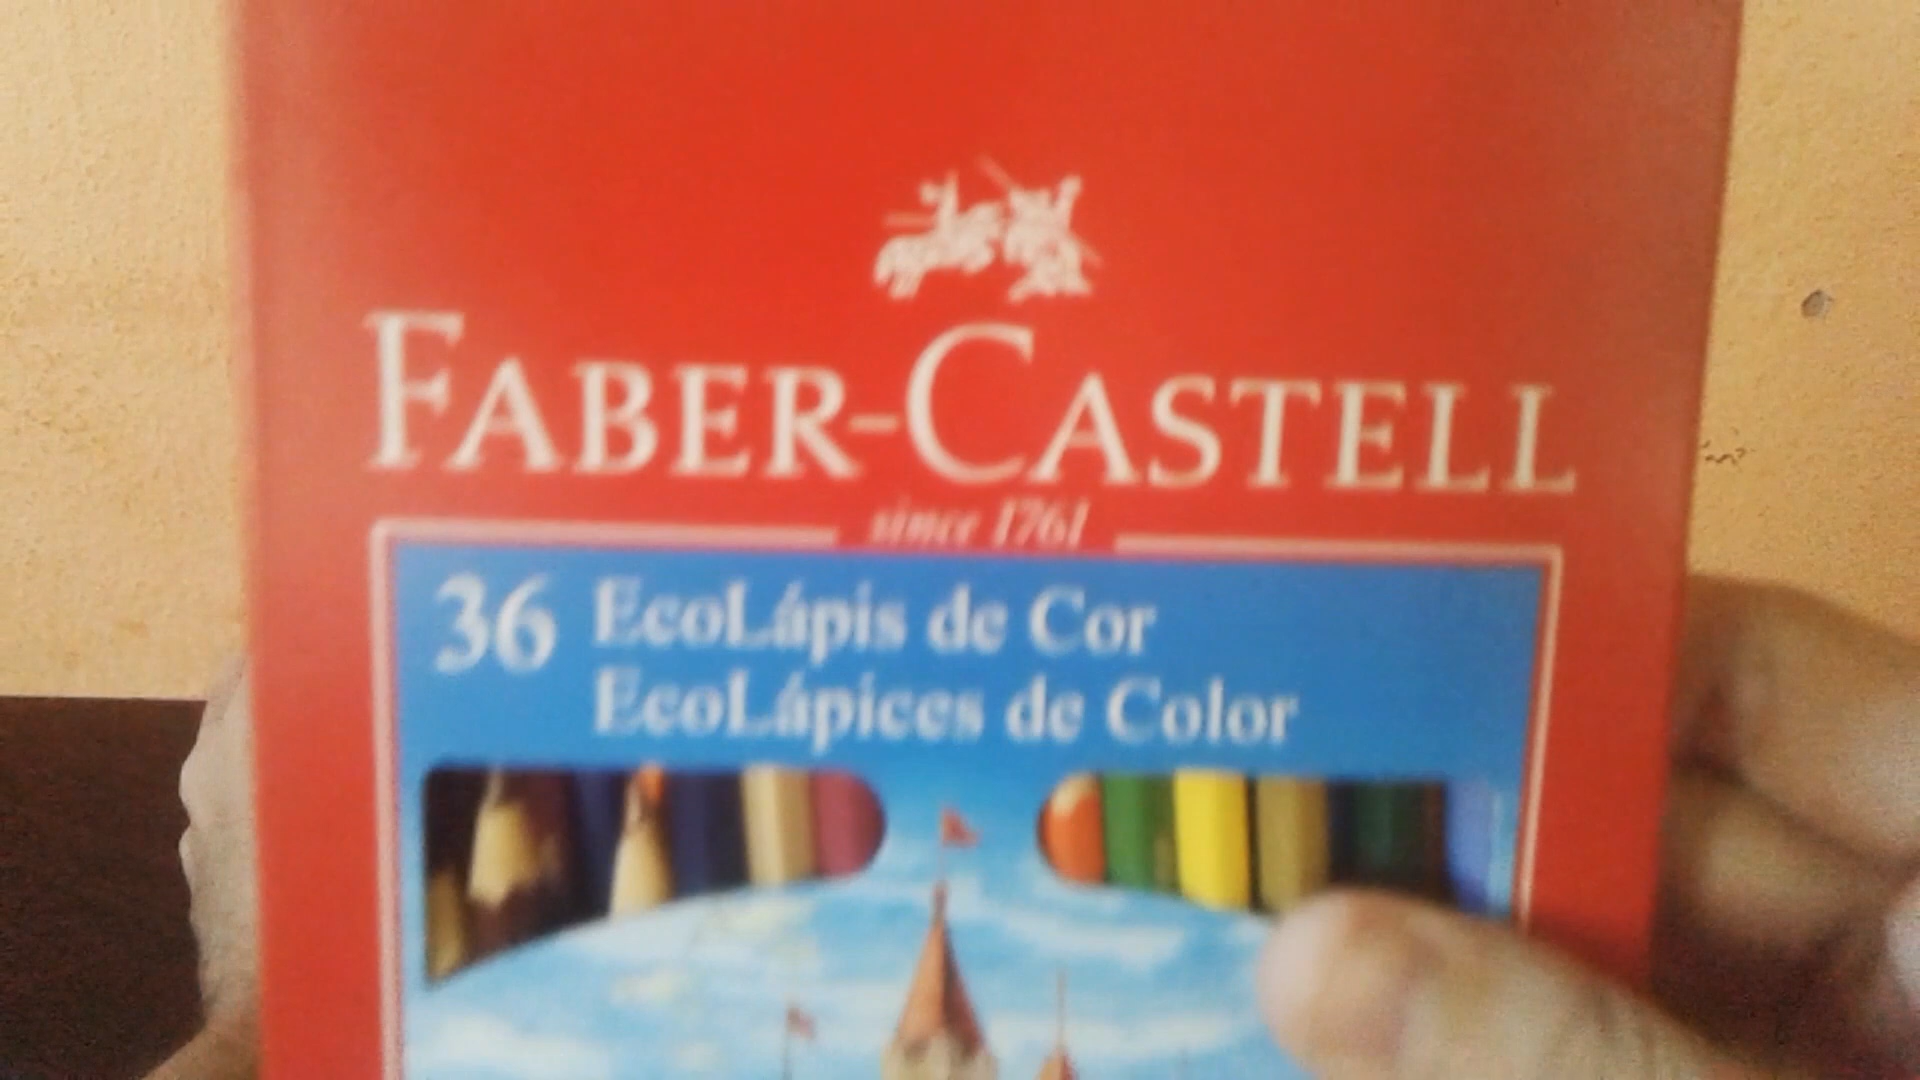 FABER-CASTELL
since 1761
36 EcoLápis de Cor
EcoLápices de Color